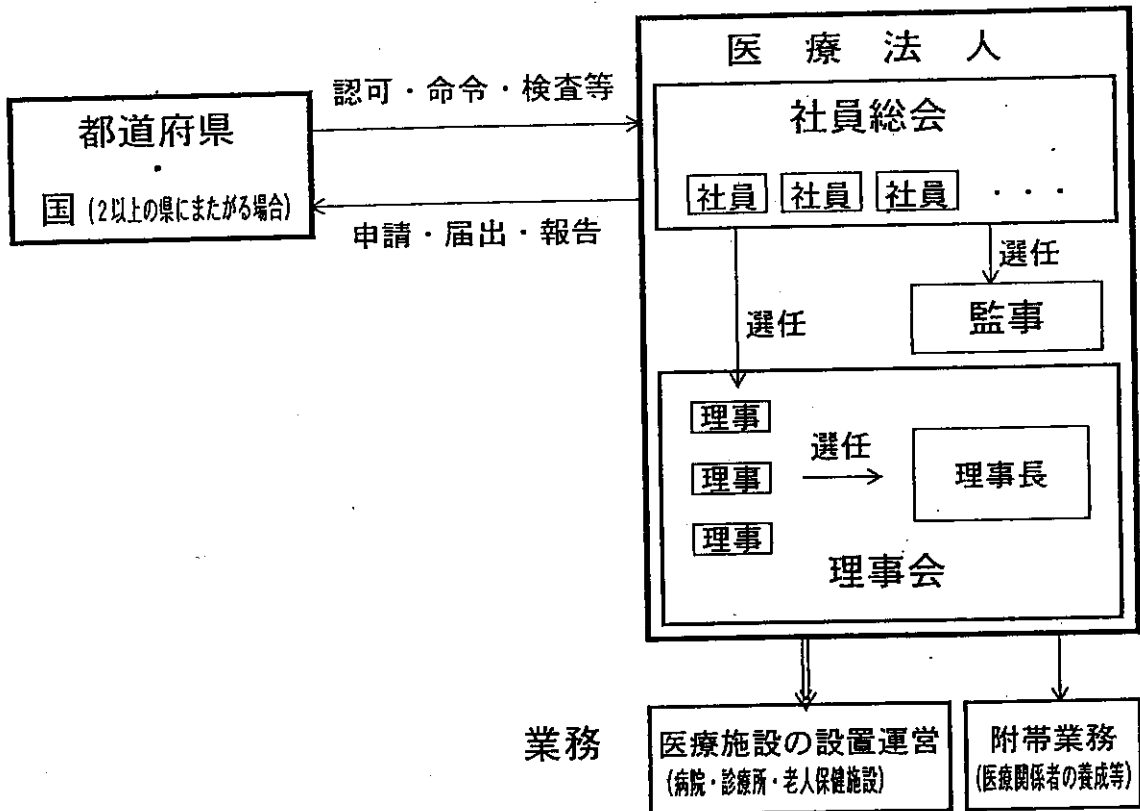 医療法人
認可・命令・検査等
都道府県
・
国(2以上の県にまたがる場合)
申請・届出・報告
社員総会
社員 社員 社員 ・・・
選任
監事
選任
理事
理事
理事
選任
理事長
理事会
業務
医療施設の設置運営
(病院・診療所・老人保健施設)
附帯業務
(医療関係者の養成等)